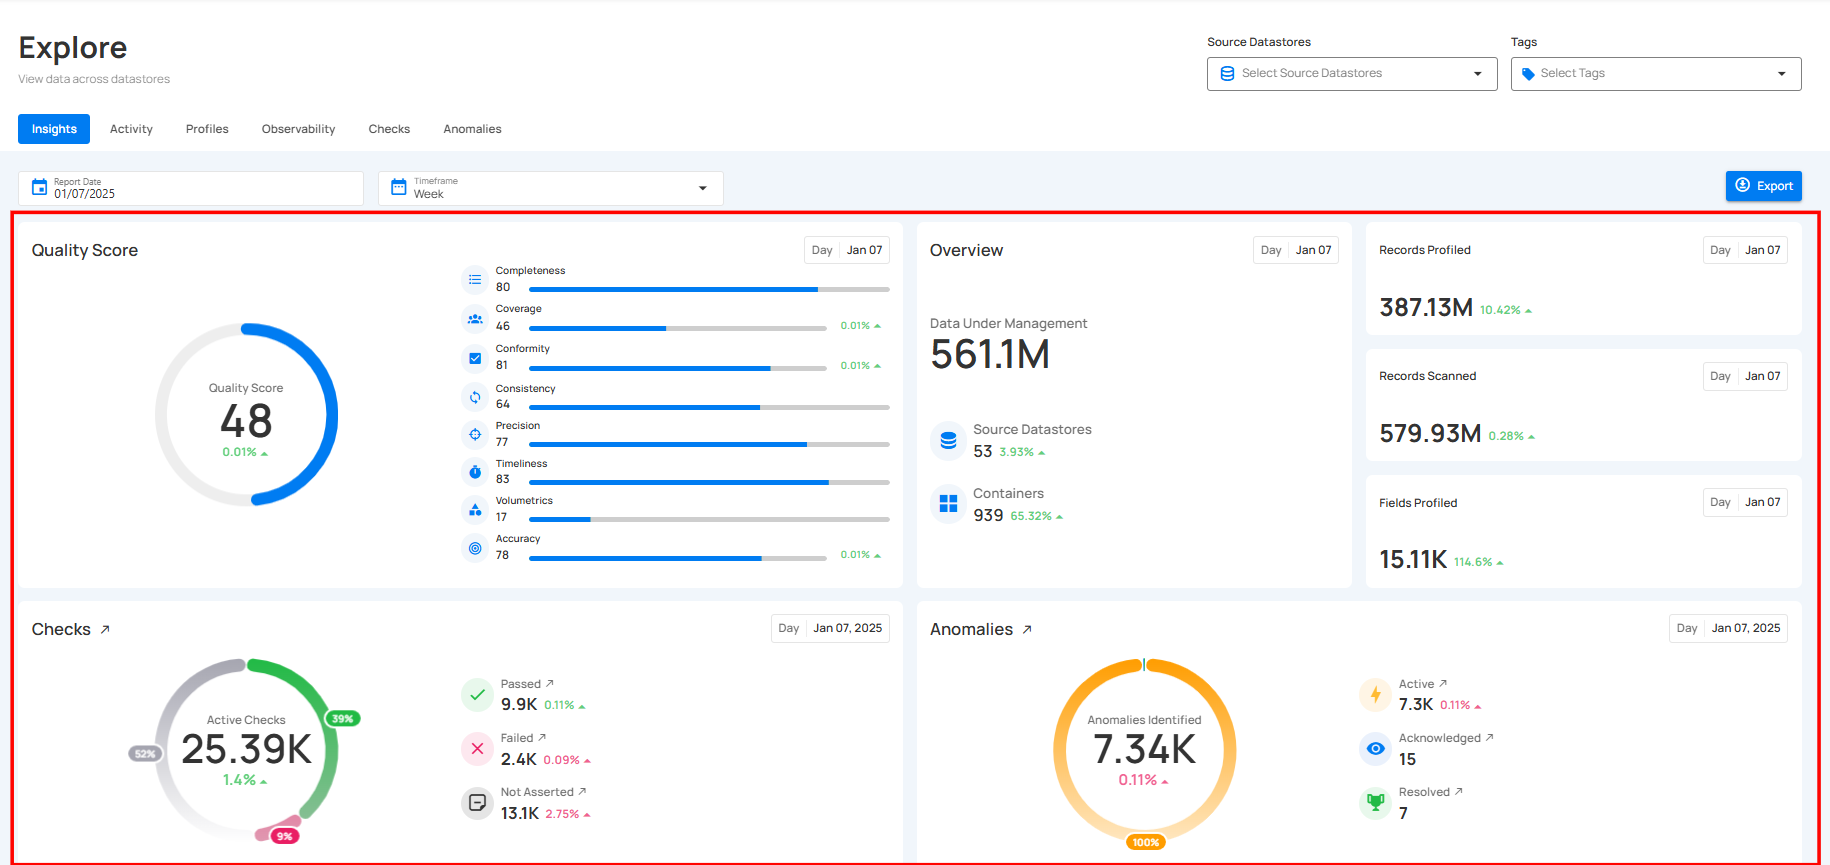 Explore
View data across datastores
Source Datastores
Select Source Datastores
Tags
Select Tags
Insights
Activity
Profiles
Observability
Checks
Anomalies
Report Date
01/07/2025
Timeframe
Week
Export
Quality Score
Day Jan 07
Quality Score
48
0.01%
Completeness
80
Coverage
46
0.01%
Conformity
81
0.01%
Consistency
64
Precision
77
Timeliness
83
Volumetrics
17
Accuracy
78
0.01%
Overview
Day Jan 07
Data Under Management
561.1M
Source Datastores
53 3.93%
Containers
939 65.32%
Records Profiled
Day Jan 07
387.13M 10.42%
Records Scanned
Day Jan 07
579.93M 0.28%
Fields Profiled
Day Jan 07
15.11K 114.6%
Checks
Day Jan 07, 2025
Active Checks
25.39K
1.4%
39%
52%
9%
Passed
9.9K 0.11%
Failed
2.4K 0.09%
Not Asserted
13.1K 2.75%
Anomalies
Day Jan 07, 2025
Anomalies Identified
7.34K
0.11%
100%
Active
7.3K 0.11%
Acknowledged
15
Resolved
7